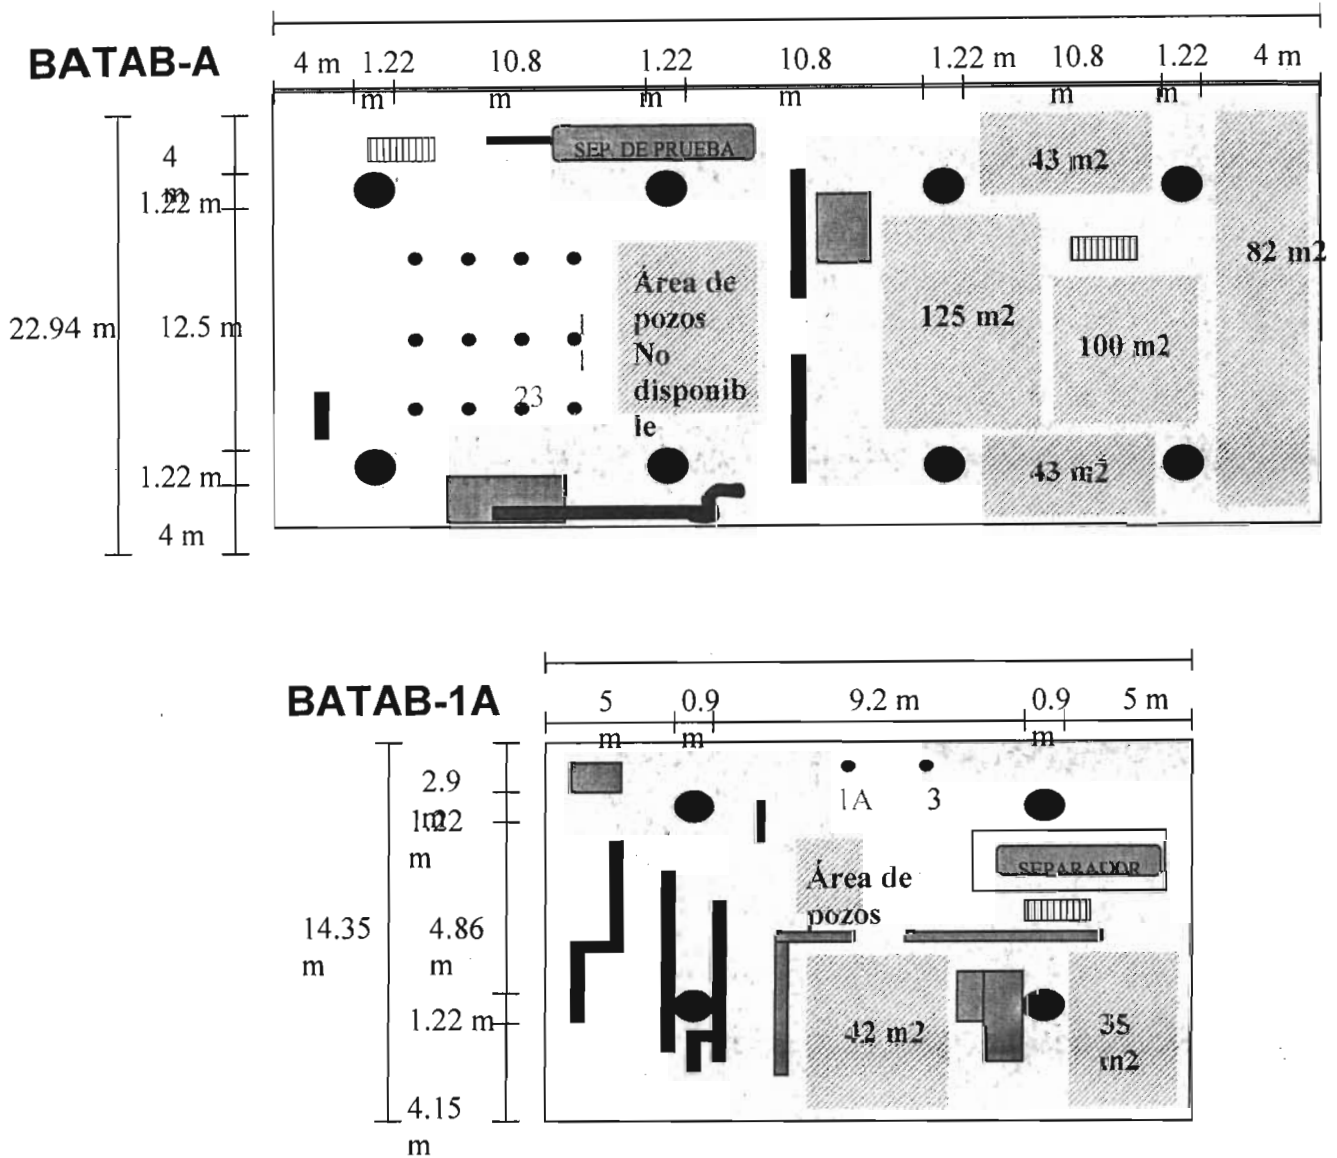 BATAB-A
4 m 1.22 m 10.8 m 1.22 m 10.8 m 1.22 m 10.8 m 1.22 m 4 m
4 m
1.22 m
22.94 m
12.5 m
1.22 m
4 m
SEP. DE PRUEBA
43 m2
82 m2
Área de
pozos
No
disponib
le
125 m2
100 m2
23
43 m2
BATAB-1A
5 m 0.9 m 9.2 m 0.9 m 5 m
2.9 m
1.22 m
14.35 m
4.86 m
1.22 m
4.15 m
1A 3
SEPARADOR
Área de
pozos
42 m2
35
m2